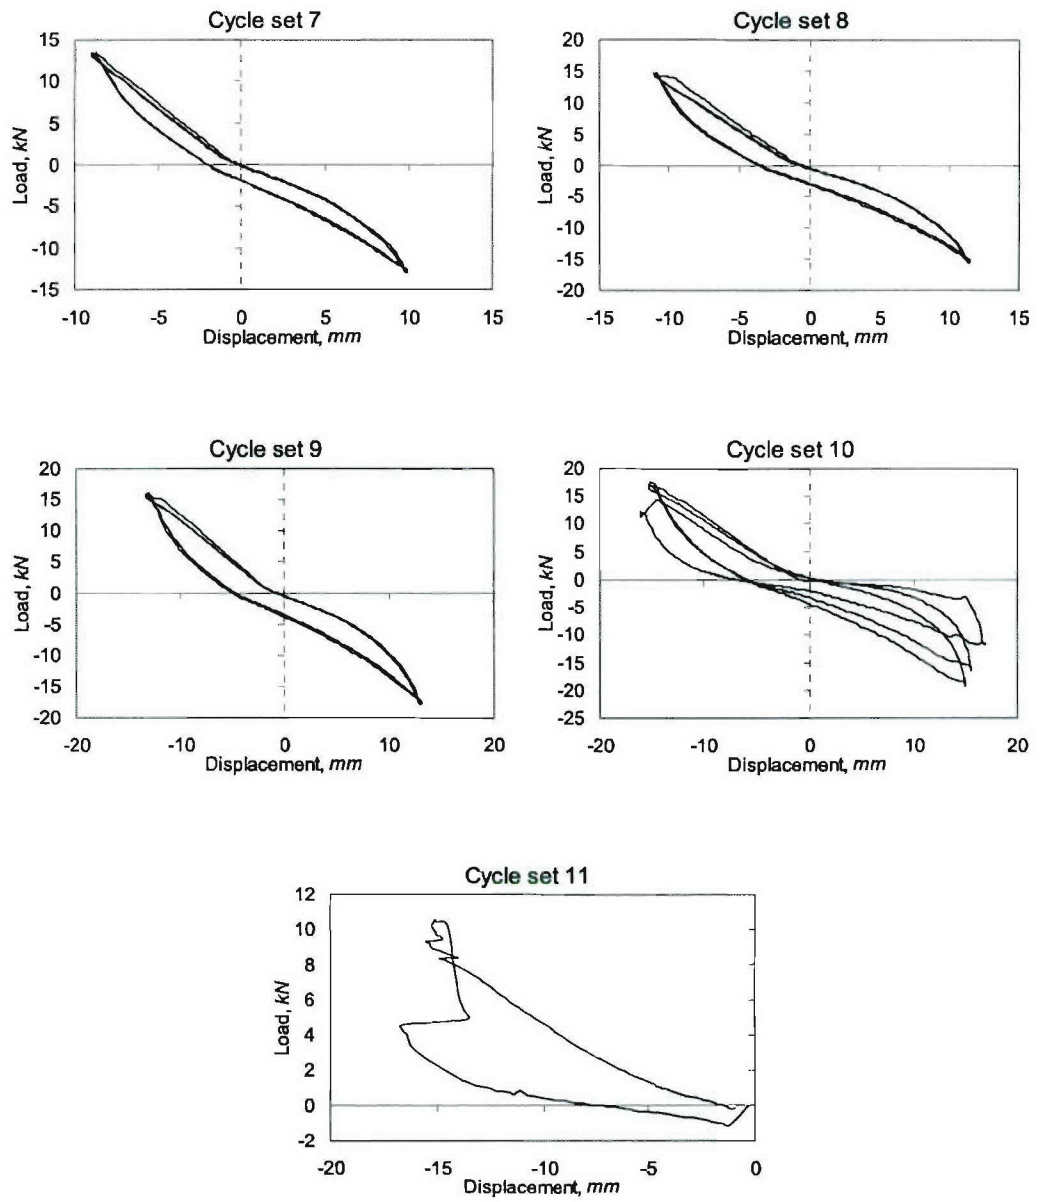 Cycle set 7
15
10
5
0
-5
-10
-15
Load, kN
-10 -5 0 5 10 15
Displacement, mm
Cycle set 8
20
15
10
5
0
-5
-10
-15
-20
Load, kN
-15 -10 -5 0 5 10 15
Displacement, mm
Cycle set 9
20
15
10
5
0
-5
-10
-15
-20
Load, kN
-20 -10 0 10 20
Displacement, mm
Cycle set 10
20
15
10
5
0
-5
-10
-15
-20
-25
Load, kN
-20 -10 0 10 20
Displacement, mm
Cycle set 11
12
10
8
6
4
2
0
-2
Load, kN
-20 -15 -10 -5 0
Displacement, mm